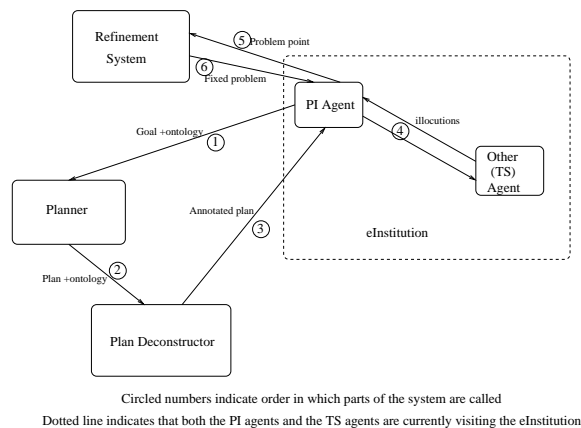 Refinement
System
5
Problem point
6
Fixed problem
PI Agent
illocutions
4
Goal +ontology
1
Other
(TS)
Agent
Planner
Annotated plan
3
eInstitution
2
Plan +ontology
Plan Deconstructor
Circled numbers indicate order in which parts of the system are called
Dotted line indicates that both the PI agents and the TS agents are currently visiting the eInstitution